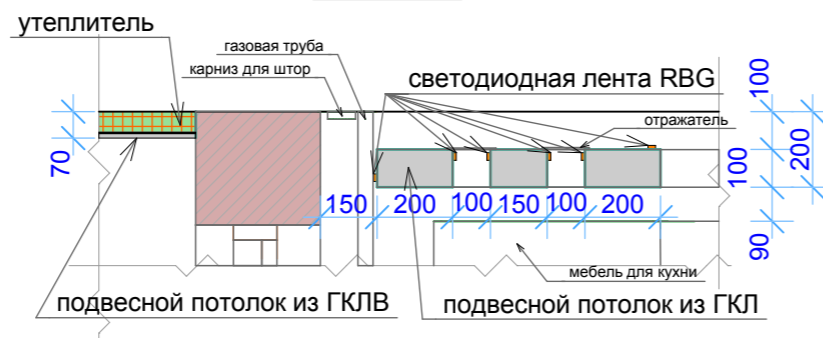 утеплитель
газовая труба
карниз для штор
светодиодная лента RBG
отражатель
100
70
100
200
150
200
100
150
100
200
90
мебель для кухни
подвесной потолок из ГКЛВ
подвесной потолок из ГКЛ